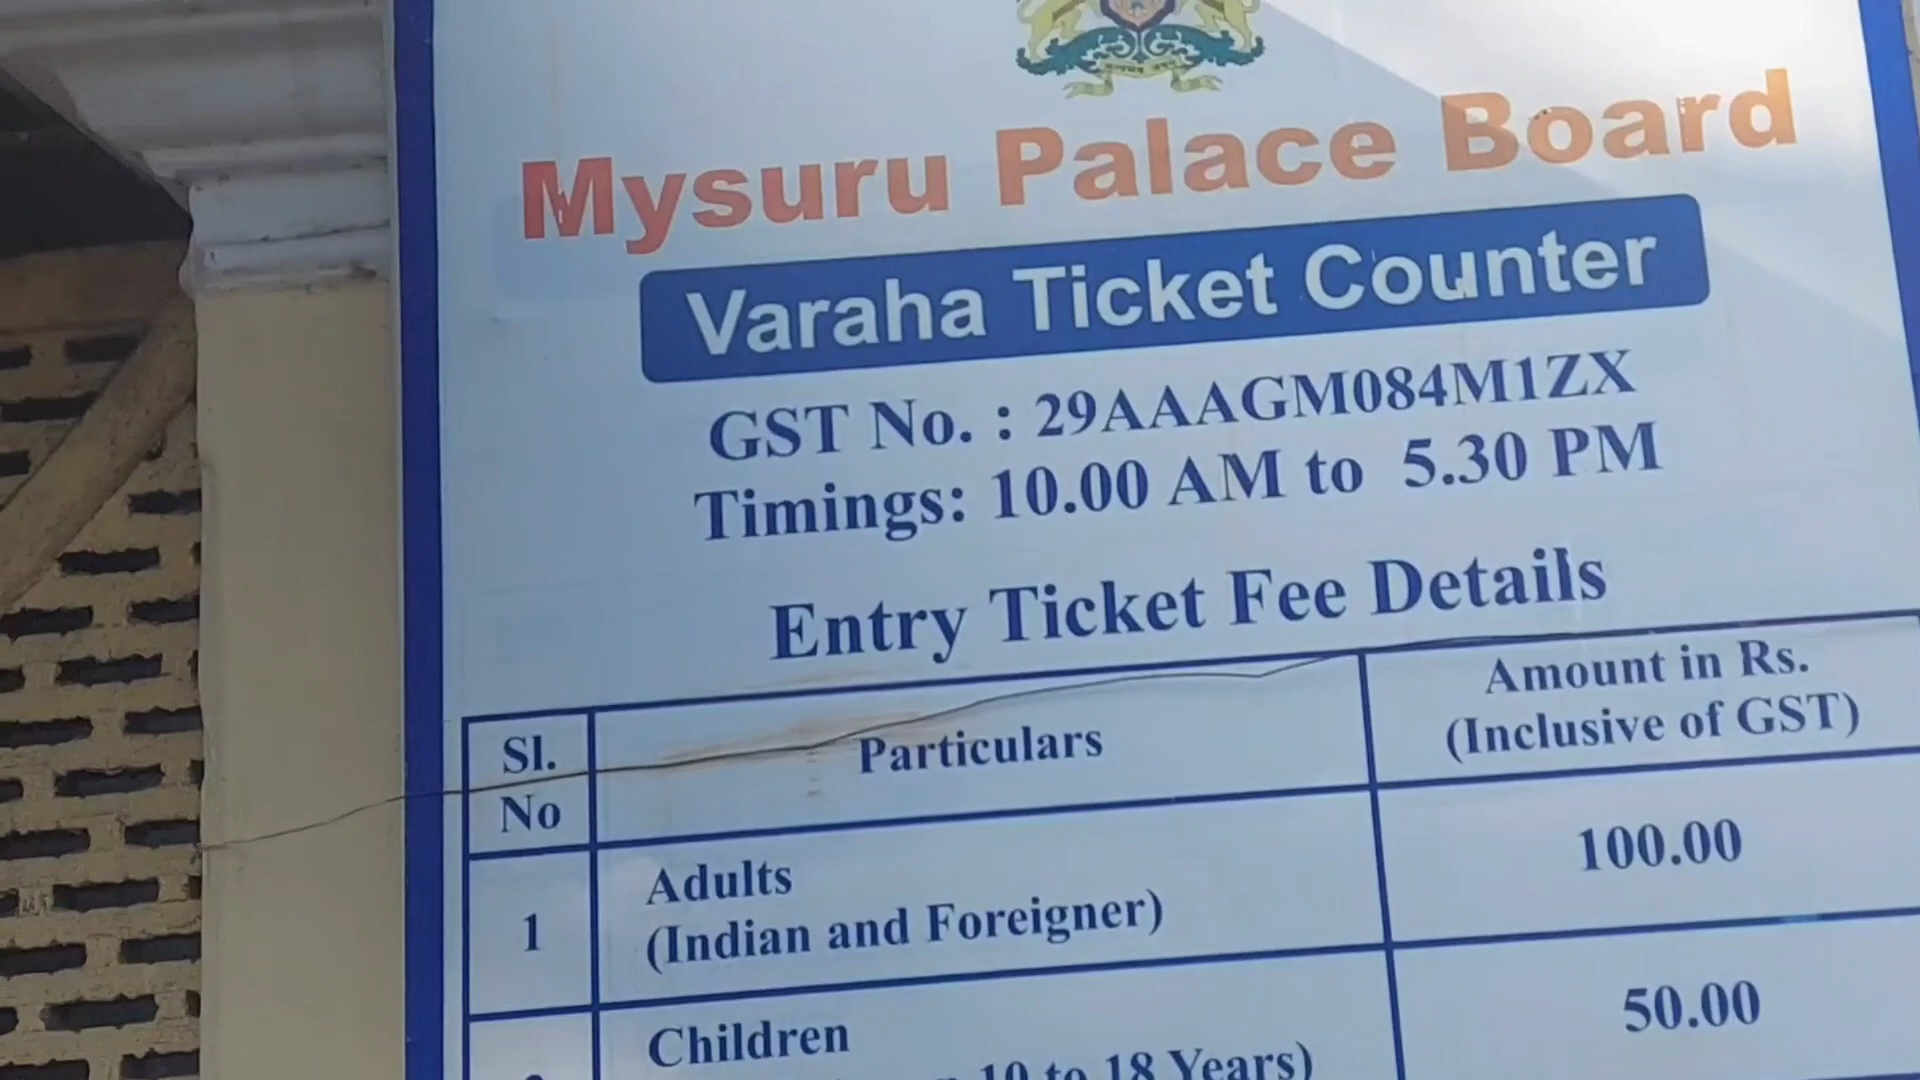 Mysuru Palace Board
Varaha Ticket Counter
GST No. : 29AAAGM084M1ZX
Timings: 10.00 AM to 5.30 PM
Entry Ticket Fee Details
Sl. No
Particulars
Amount in Rs.
(Inclusive of GST)
1
Adults
(Indian and Foreigner)
100.00
Children
10 to 18 Years)
50.00